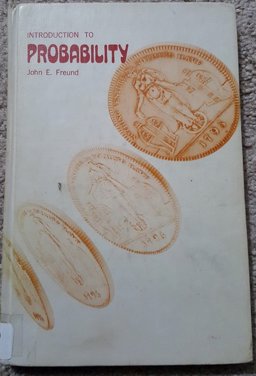 INTRODUCTION TO
PROBABILITY
John E. Freund